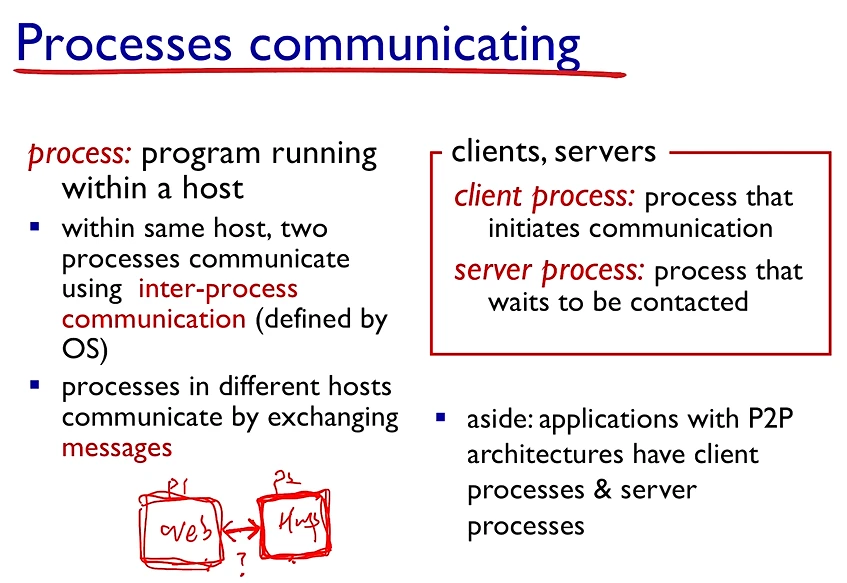 Processes communicating
process: program running
within a host
▪ within same host, two
processes communicate
using inter-process
communication (defined by
OS)
▪ processes in different hosts
communicate by exchanging
messages
P1
web
?
clients, servers
client process: process that
initiates communication
server process: process that
waits to be contacted
▪ aside: applications with P2P
architectures have client
processes & server
processes